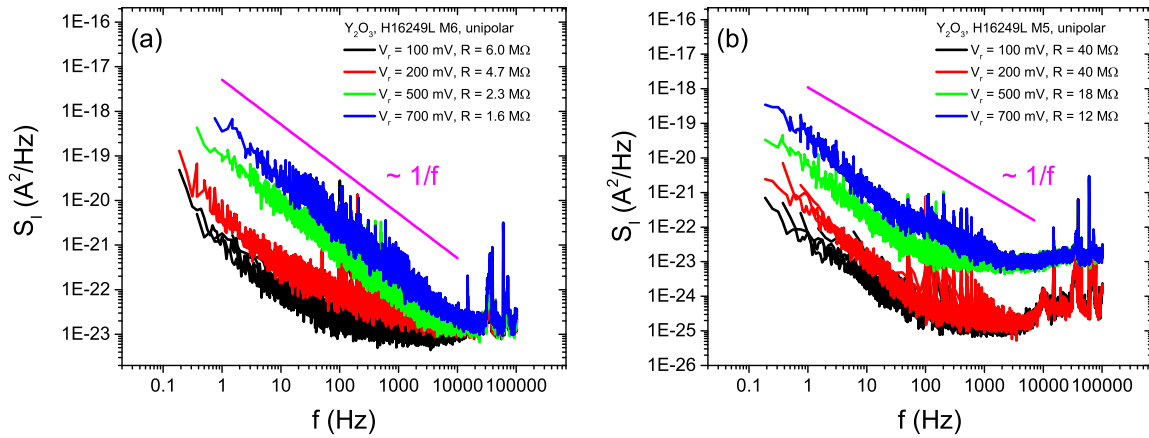 (a)
Y₂O₃, H16249L M6, unipolar
Vᵣ = 100 mV, R = 6.0 MΩ
Vᵣ = 200 mV, R = 4.7 MΩ
Vᵣ = 500 mV, R = 2.3 MΩ
Vᵣ = 700 mV, R = 1.6 MΩ
~ 1/f
1E-16
1E-17
1E-18
1E-19
1E-20
1E-21
1E-22
1E-23
S_I (A²/Hz)
0.1 1 10 100 1000 10000 100000
f (Hz)
(b)
Y₂O₃, H16249L M5, unipolar
Vᵣ = 100 mV, R = 40 MΩ
Vᵣ = 200 mV, R = 40 MΩ
Vᵣ = 500 mV, R = 18 MΩ
Vᵣ = 700 mV, R = 12 MΩ
~ 1/f
1E-16
1E-17
1E-18
1E-19
1E-20
1E-21
1E-22
1E-23
1E-24
1E-25
1E-26
S_I (A²/Hz)
0.1 1 10 100 1000 10000 100000
f (Hz)